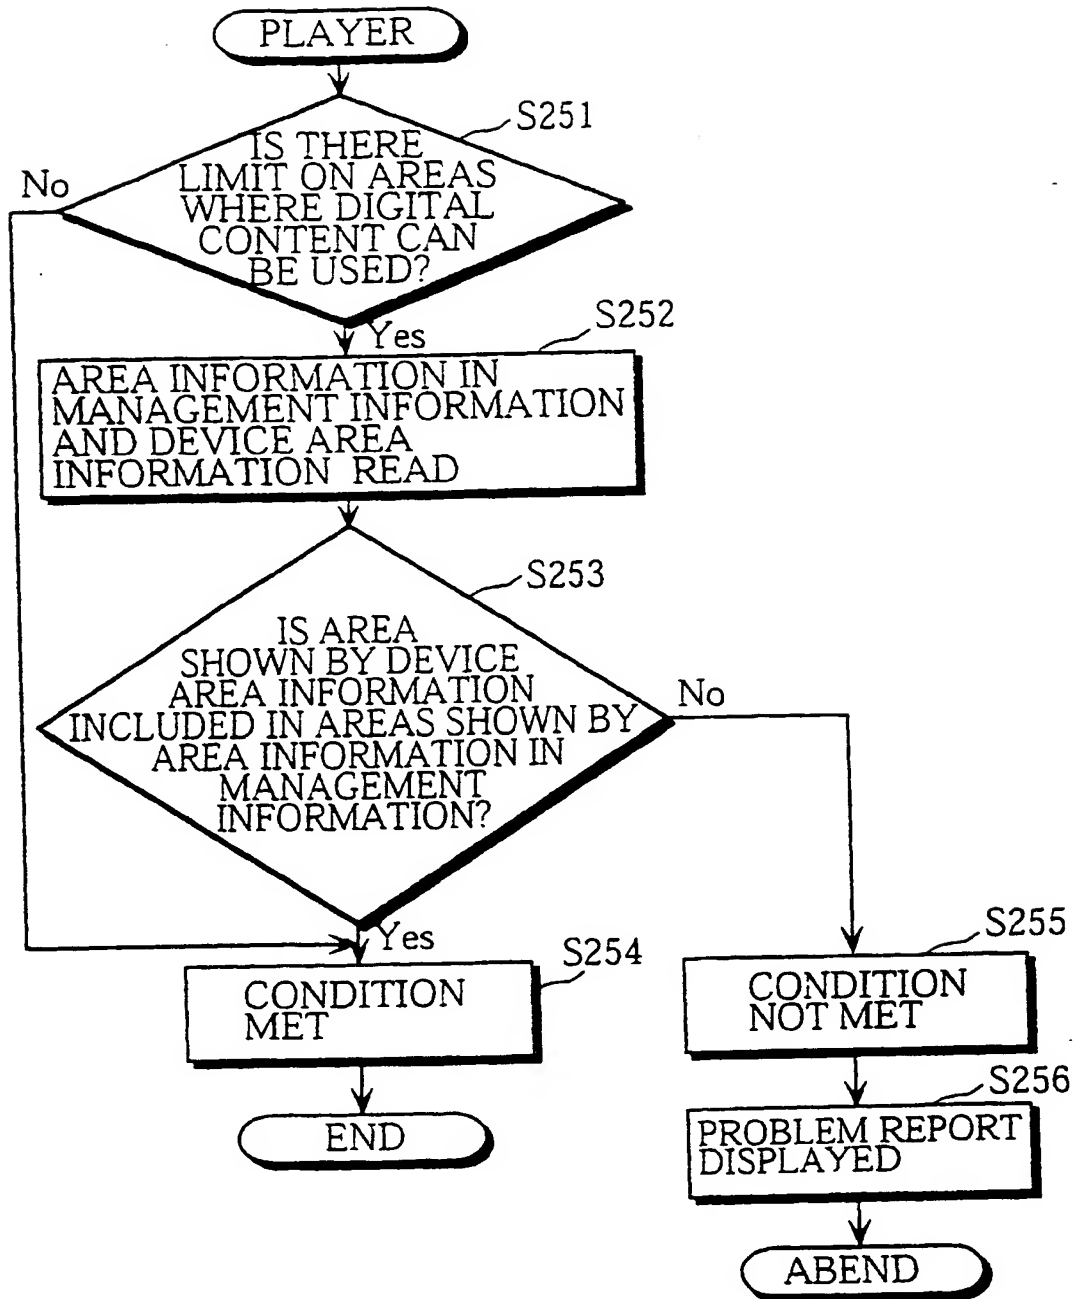 PLAYER
S251
IS THERE
LIMIT ON AREAS
WHERE DIGITAL
CONTENT CAN
BE USED?
No
Yes
S252
AREA INFORMATION IN
MANAGEMENT INFORMATION
AND DEVICE AREA
INFORMATION READ
S253
IS AREA
SHOWN BY DEVICE
AREA INFORMATION
INCLUDED IN AREAS SHOWN BY
AREA INFORMATION IN
MANAGEMENT
INFORMATION?
No
Yes
S254
CONDITION
MET
END
S255
CONDITION
NOT MET
S256
PROBLEM REPORT
DISPLAYED
ABEND